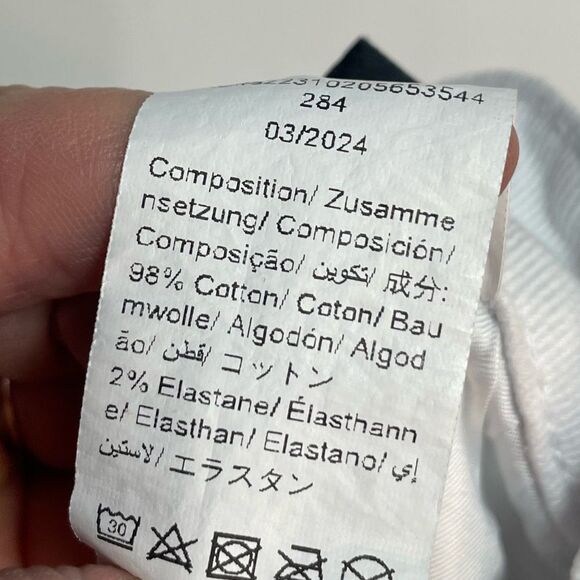 10205653544
284
03/2024
Composition/ Zusamme
nsetzung/ Composición/
Composição/ تكوين/ 成分:
98% Cotton/ Coton/ Bau
mwolle/ Algodón/ Algod
ão/ قطن/ コットン
2% Elastane/ Élasthann
e/ Elasthan/ Elastano/ إي
لاستين/ エラスタン
30